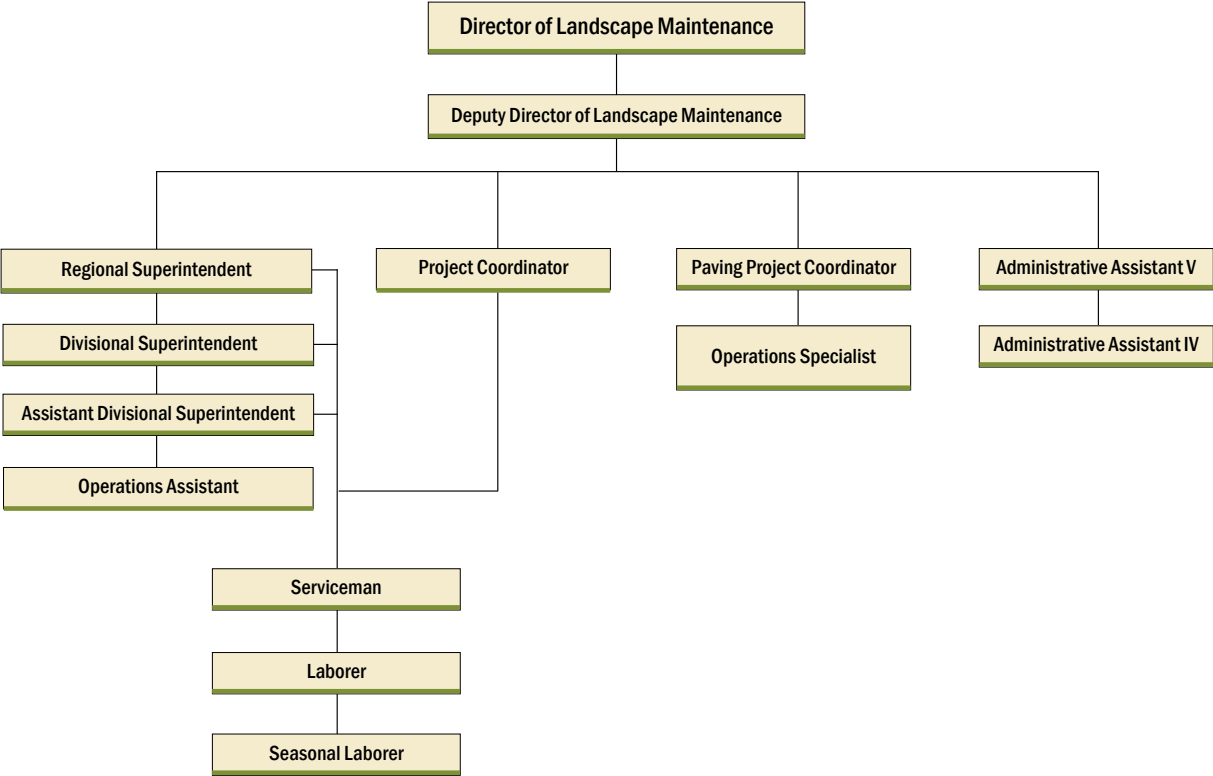 Director of Landscape Maintenance
Deputy Director of Landscape Maintenance
Regional Superintendent
Project Coordinator
Paving Project Coordinator
Administrative Assistant V
Divisional Superintendent
Operations Specialist
Administrative Assistant IV
Assistant Divisional Superintendent
Operations Assistant
Serviceman
Laborer
Seasonal Laborer